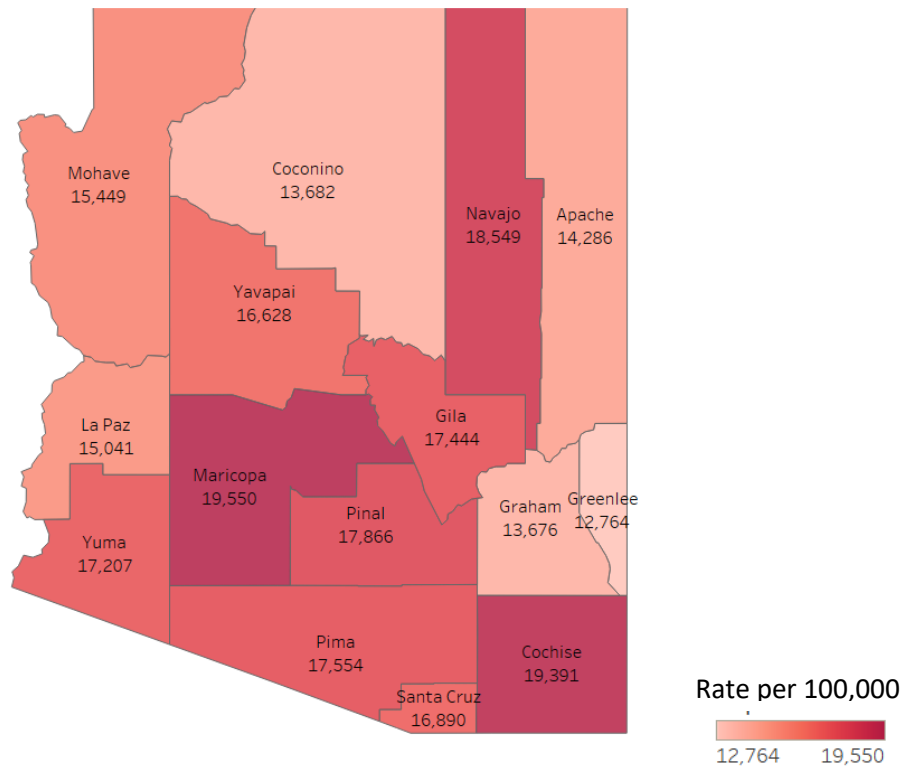 Mohave
15,449
Coconino
13,682
Navajo
18,549
Apache
14,286
Yavapai
16,628
La Paz
15,041
Gila
17,444
Maricopa
19,550
Pinal
17,866
Graham
13,676
Greenlee
12,764
Yuma
17,207
Pima
17,554
Santa Cruz
16,890
Cochise
19,391
Rate per 100,000
12,764 19,550